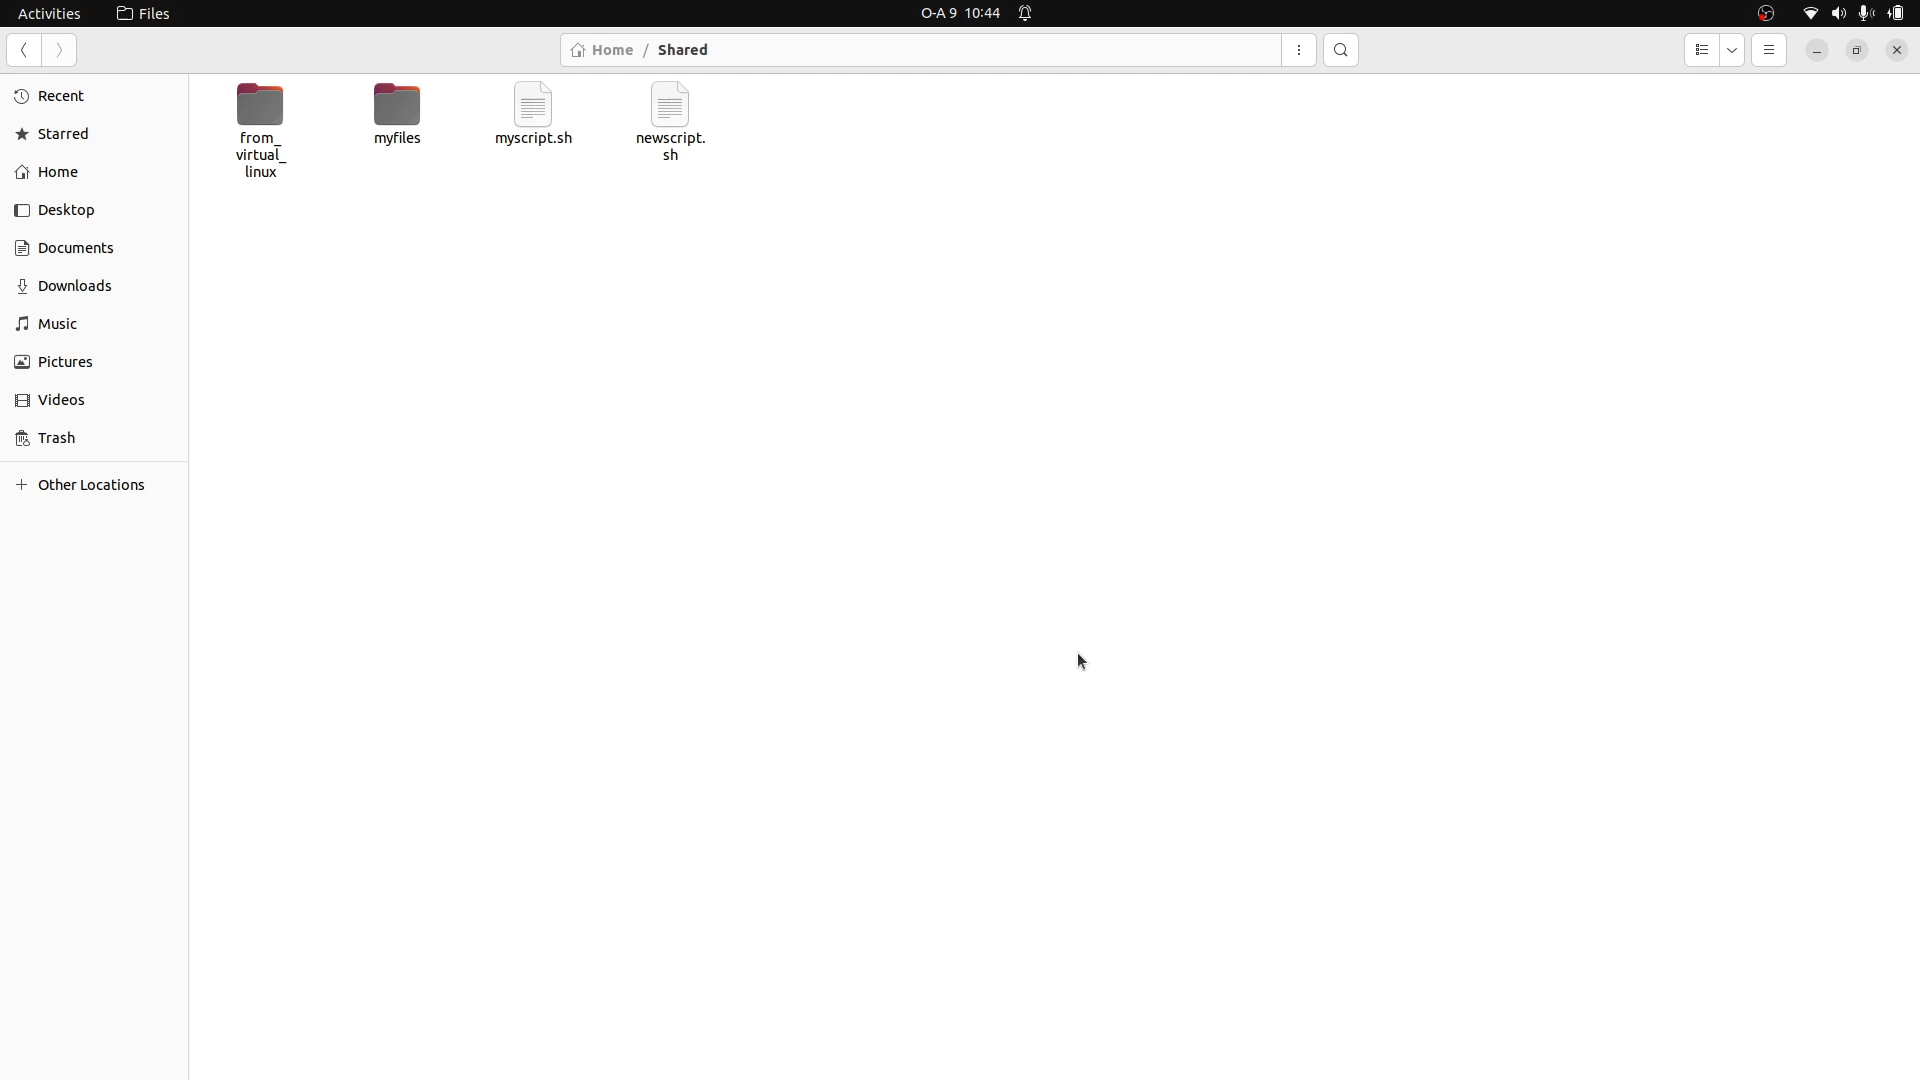 Activities Files O-A 9 10:44
Home / Shared
Recent
Starred
Home
Desktop
Documents
Downloads
Music
Pictures
Videos
Trash
Other Locations
from_
virtual_
linux
myfiles
myscript.sh
newscript.
sh